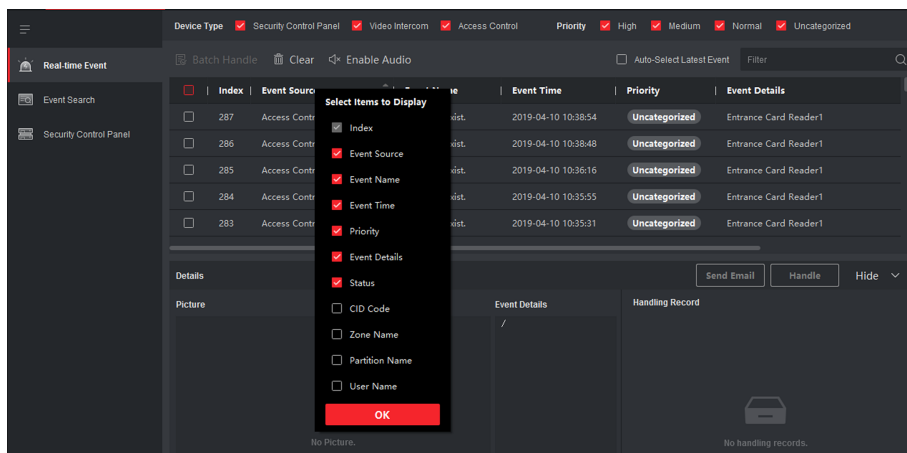 Device Type Security Control Panel Video Intercom Access Control Priority High Medium Normal Uncategorized
Real-time Event
Event Search
Security Control Panel
Batch Handle Clear Enable Audio Auto-Select Latest Event Filter
Index Event Source Event Time Priority Event Details
287 Access Contr xist. 2019-04-10 10:38:54 Uncategorized Entrance Card Reader1
286 Access Contr xist. 2019-04-10 10:38:48 Uncategorized Entrance Card Reader1
285 Access Contr xist. 2019-04-10 10:36:16 Uncategorized Entrance Card Reader1
284 Access Contr xist. 2019-04-10 10:35:55 Uncategorized Entrance Card Reader1
283 Access Contr xist. 2019-04-10 10:35:31 Uncategorized Entrance Card Reader1
Select Items to Display
Index
Event Source
Event Name
Event Time
Priority
Event Details
Status
CID Code
Zone Name
Partition Name
User Name
OK
Details Send Email Handle Hide
Picture Event Details Handling Record
/
No Picture. No handling records.